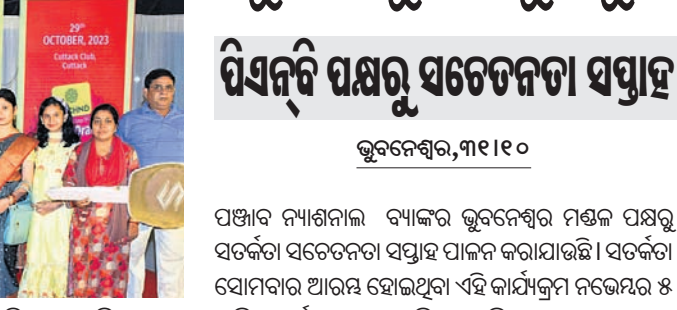 29th
OCTOBER, 2023
Cuttack Club,
Cuttack
ପିଏନ୍‌ବି ପକ୍ଷରୁ ସଚେତନତା ସପ୍ତାହ
ଭୁବନେଶ୍ୱର,୩୧।୧୦
ପଞ୍ଜାବ ନ୍ୟାଶନାଲ ବ୍ୟାଙ୍କର ଭୁବନେଶ୍ୱର ମଣ୍ଡଳ ପକ୍ଷରୁ
ସତର୍କତା ସଚେତନତା ସପ୍ତାହ ପାଳନ କରାଯାଉଛି। ସତର୍କତା
ସୋମବାର ଆରମ୍ଭ ହୋଇଥିବା ଏହି କାର୍ଯ୍ୟକ୍ରମ ନଭେମ୍ବର ୫